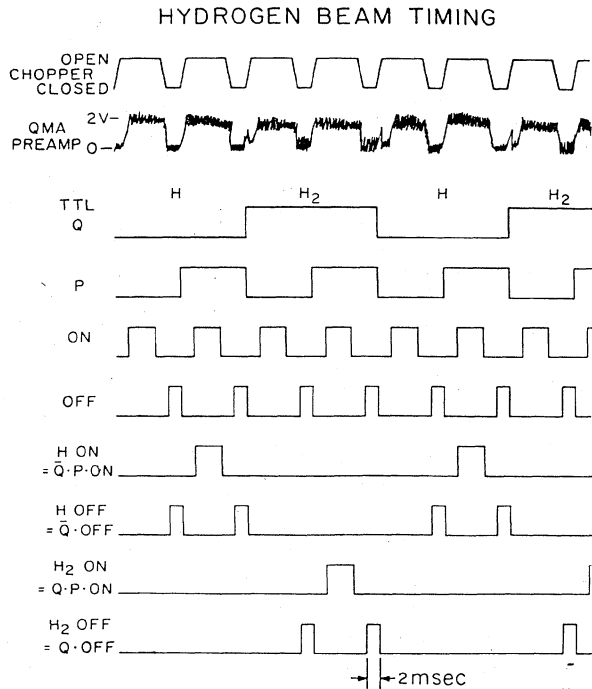 HYDROGEN BEAM TIMING
OPEN
CHOPPER
CLOSED
2V
QMA
PREAMP
0
H H₂ H H₂
TTL
Q
P
ON
OFF
H ON
= Q̄·P·ON
H OFF
= Q̄·OFF
H₂ ON
= Q·P·ON
H₂ OFF
= Q·OFF
2msec